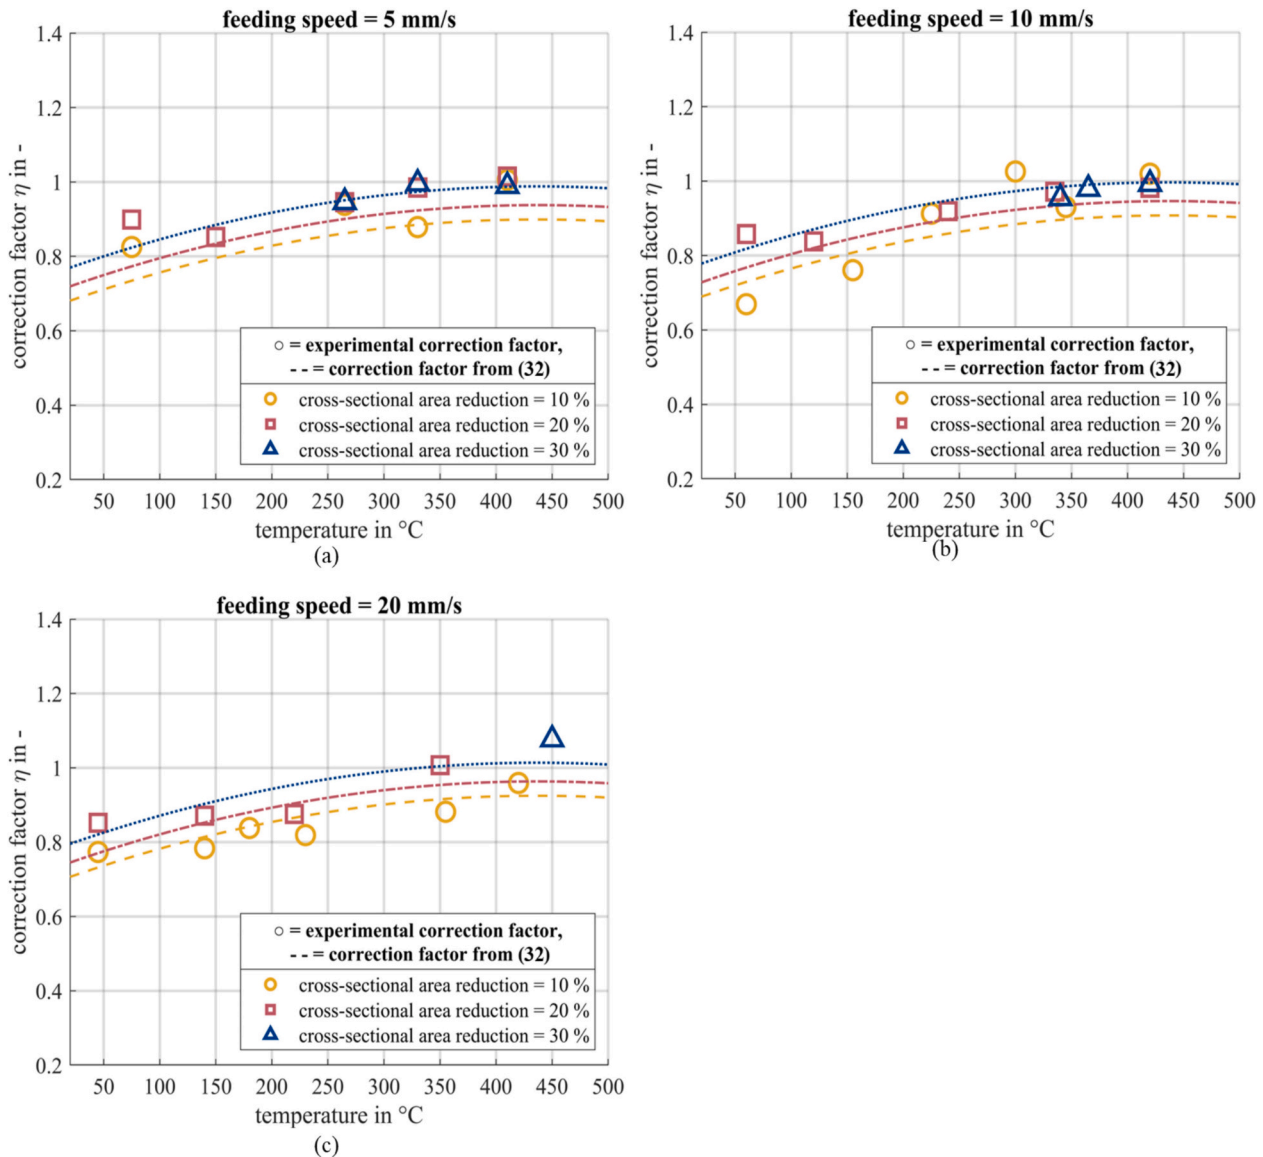 feeding speed = 5 mm/s
1.4
1.2
1
0.8
0.6
0.4
0.2
correction factor η in -
○ = experimental correction factor,
- - = correction factor from (32)
cross-sectional area reduction = 10 %
cross-sectional area reduction = 20 %
cross-sectional area reduction = 30 %
50 100 150 200 250 300 350 400 450 500
temperature in °C
(a)
feeding speed = 10 mm/s
1.4
1.2
1
0.8
0.6
0.4
0.2
correction factor η in -
○ = experimental correction factor,
- - = correction factor from (32)
cross-sectional area reduction = 10 %
cross-sectional area reduction = 20 %
cross-sectional area reduction = 30 %
50 100 150 200 250 300 350 400 450 500
temperature in °C
(b)
feeding speed = 20 mm/s
1.4
1.2
1
0.8
0.6
0.4
0.2
correction factor η in -
○ = experimental correction factor,
- - = correction factor from (32)
cross-sectional area reduction = 10 %
cross-sectional area reduction = 20 %
cross-sectional area reduction = 30 %
50 100 150 200 250 300 350 400 450 500
temperature in °C
(c)